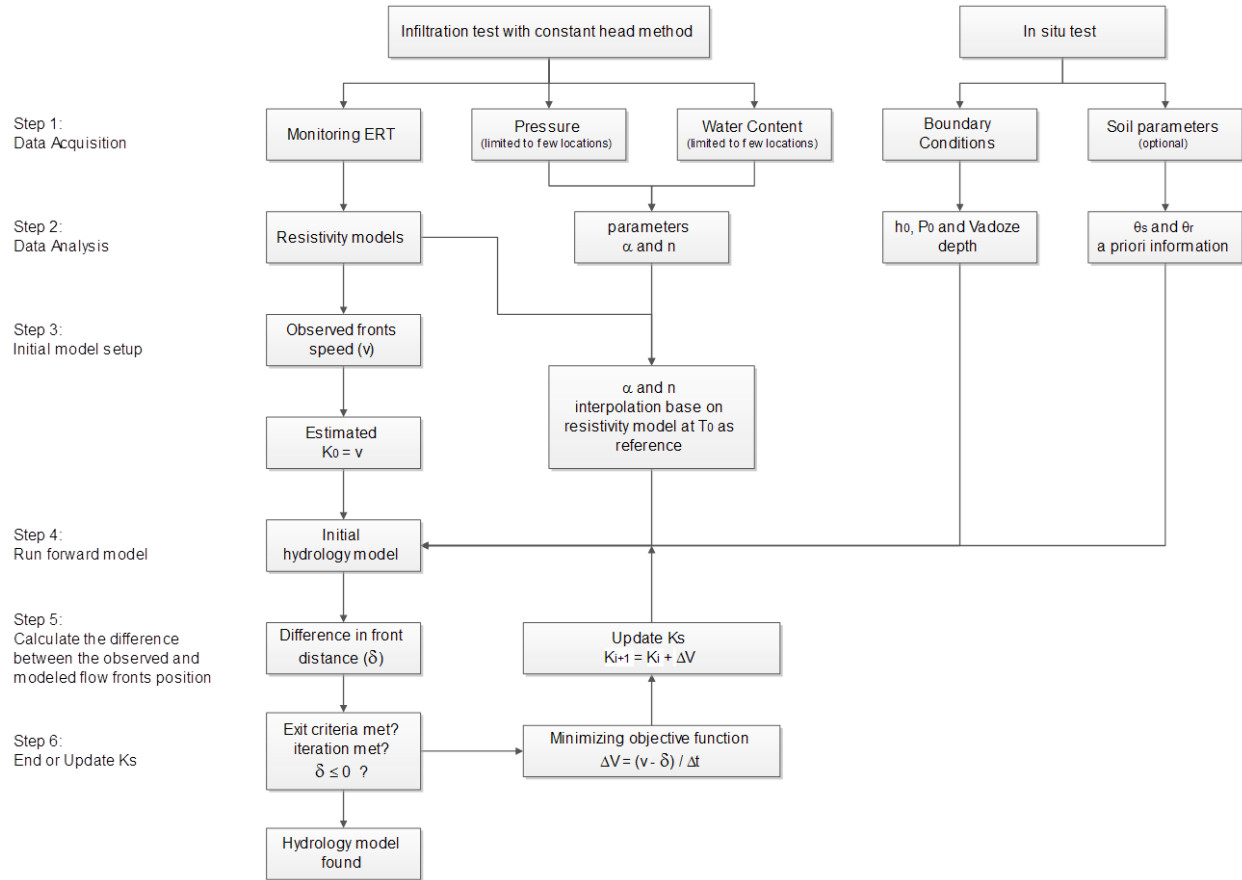 Infiltration test with constant head method
In situ test
Step 1:
Data Acquisition
Monitoring ERT
Pressure
(limited to few locations)
Water Content
(limited to few locations)
Boundary
Conditions
Soil parameters
(optional)
Step 2:
Data Analysis
Resistivity models
parameters
α and n
h0, P0 and Vadoze
depth
θs and θr
a priori information
Step 3:
Initial model setup
Observed fronts
speed (v)
α and n
interpolation base on
resistivity model at T0 as
reference
Estimated
K0 = v
Step 4:
Run forward model
Initial
hydrology model
Step 5:
Calculate the difference
between the observed and
modeled flow fronts position
Difference in front
distance (δ)
Update Ks
Ki+1 = Ki + ΔV
Step 6:
End or Update Ks
Exit criteria met?
iteration met?
δ ≤ 0 ?
Minimizing objective function
ΔV = (v - δ) / Δt
Hydrology model
found